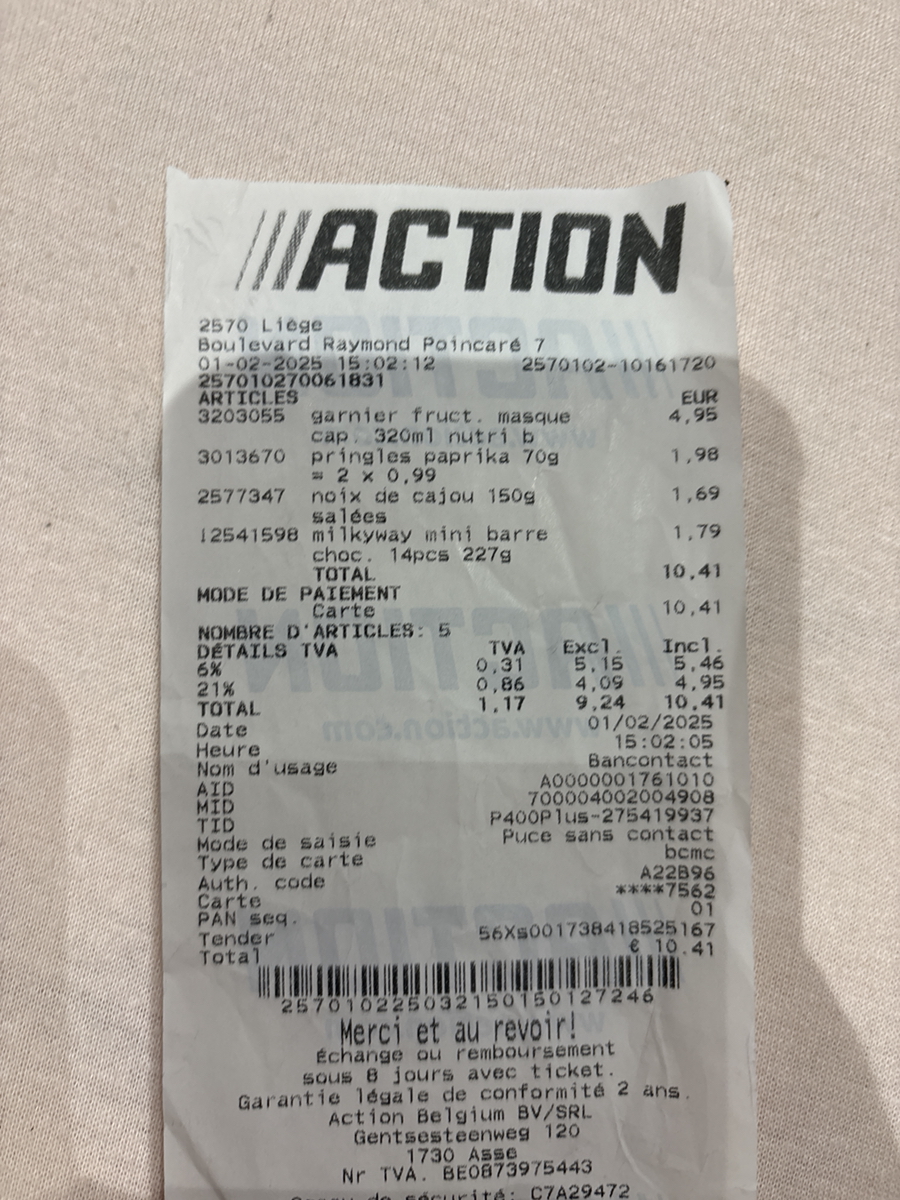 ///ACTION
2570 Liège
Boulevard Raymond Poincaré 7
01-02-2025 15:02:12 2570102-10161720
257010270061831
ARTICLES EUR
3203055 garnier fruct. masque 4,95
cap. 320ml nutri b
3013670 pringles paprika 70g 1,98
= 2 x 0,99
2577347 noix de cajou 150g 1,69
salées
12541598 milkyway mini barre 1,79
choc. 14pcs 227g
TOTAL 10,41
MODE DE PAIEMENT
Carte 10,41
NOMBRE D'ARTICLES: 5
DÉTAILS TVA TVA Excl. Incl.
6% 0,31 5,15 5,46
21% 0,86 4,09 4,95
TOTAL 1,17 9,24 10,41
Date 01/02/2025
Heure 15:02:05
Nom d'usage Bancontact
AID A0000001761010
MID 700004002004908
TID P400Plus-275419937
Mode de saisie Puce sans contact
Type de carte bcmc
Auth. code A22B96
Carte ****7562
PAN seq. 01
Tender 56Xs001738418525167
Total € 10.41
257010225032150150127246
Merci et au revoir!
Échange ou remboursement
sous 8 jours avec ticket.
Garantie légale de conformité 2 ans.
Action Belgium BV/SRL
Gentsesteenweg 120
1730 Asse
Nr TVA. BE0873975443
de sécurité: C7A29472